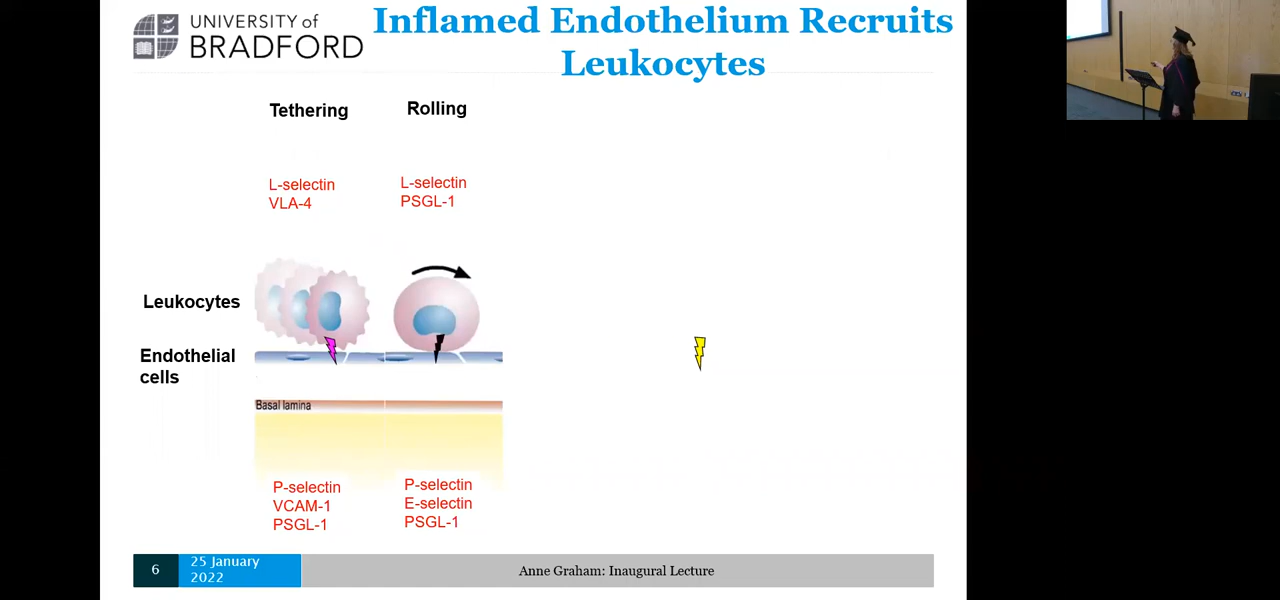 UNIVERSITY of
BRADFORD
Inflamed Endothelium Recruits
Leukocytes
Tethering
Rolling
L-selectin
VLA-4
L-selectin
PSGL-1
Leukocytes
Endothelial
cells
Basal lamina
P-selectin
VCAM-1
PSGL-1
P-selectin
E-selectin
PSGL-1
6
25 January
2022
Anne Graham: Inaugural Lecture